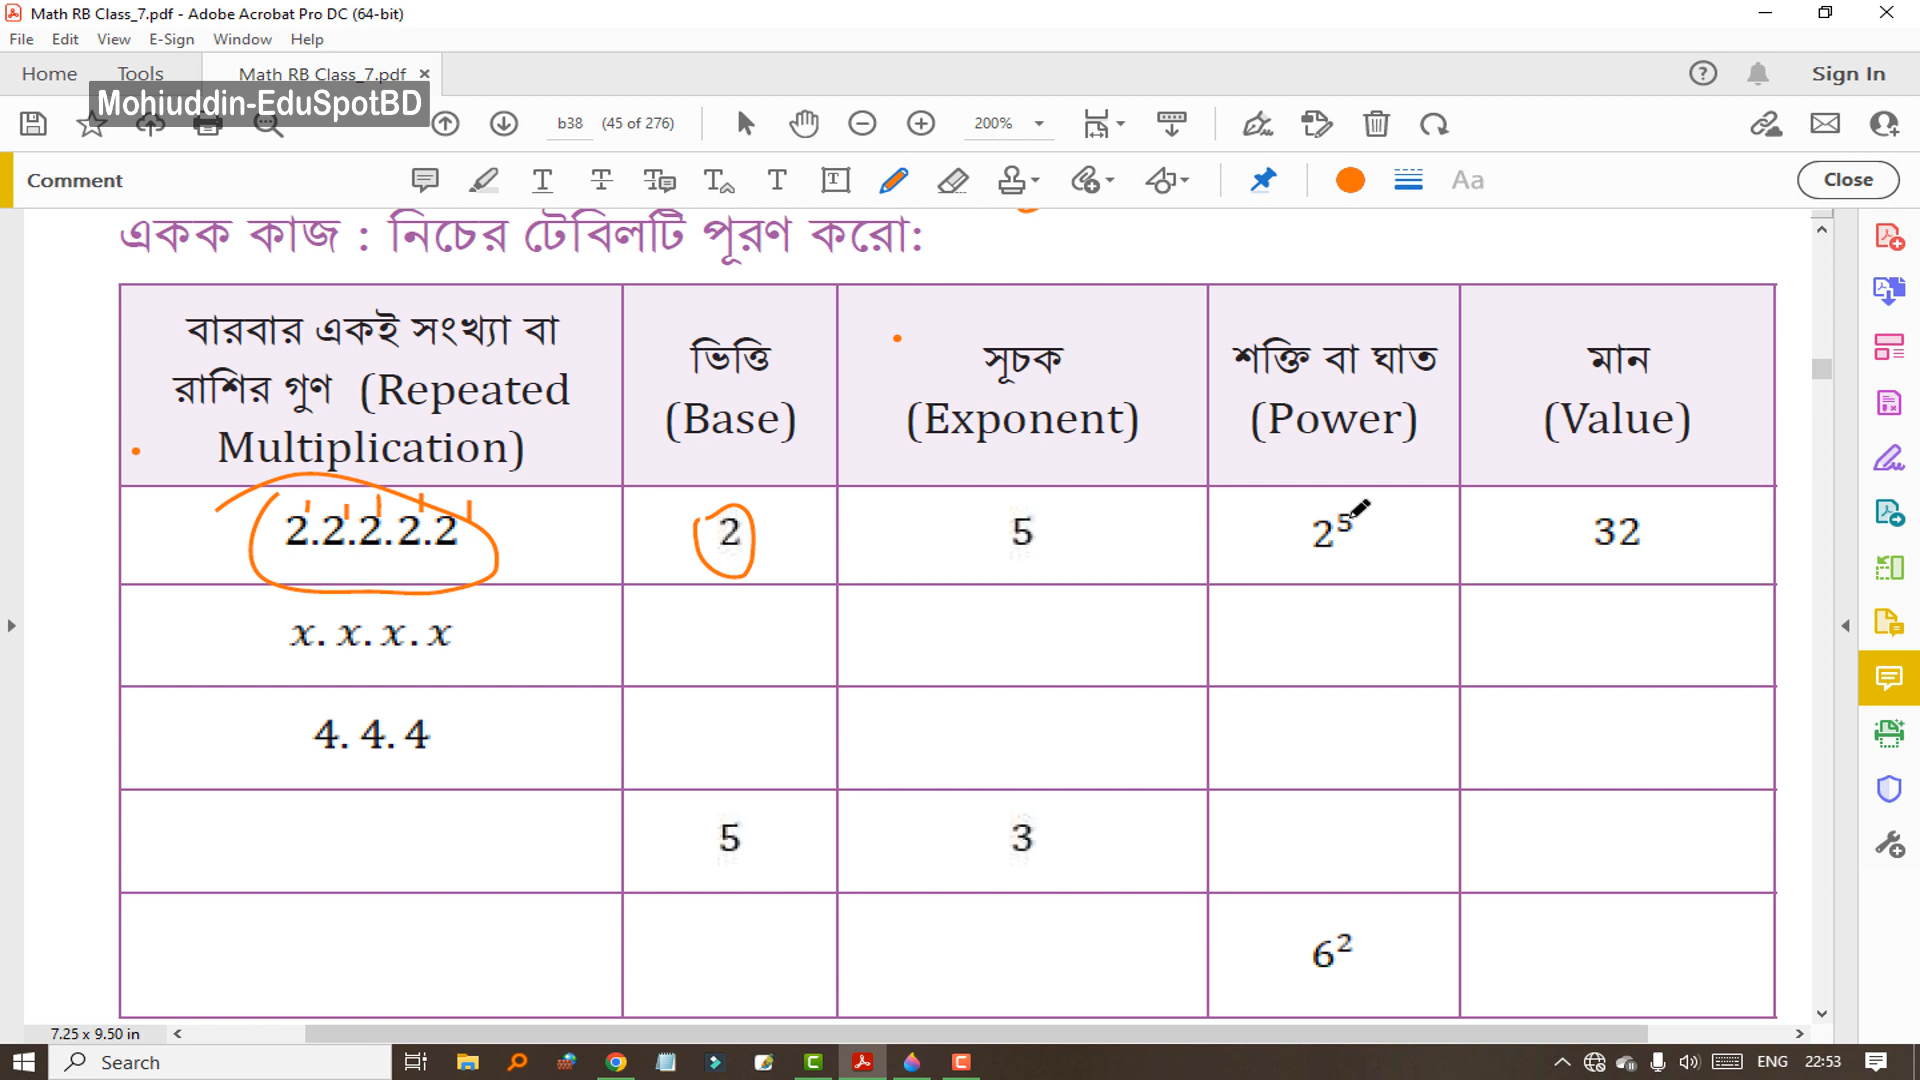 Math RB Class_7.pdf - Adobe Acrobat Pro DC (64-bit)
File Edit View E-Sign Window Help
Home Tools Math RB Class_7.pdf × Sign In
Mohiuddin-EduSpotBD
b38 (45 of 276) 200%
Comment Close
একক কাজ : নিচের টেবিলটি পূরণ করো:
বারবার একই সংখ্যা বা
রাশির গুণ (Repeated
Multiplication)
ভিত্তি
(Base)
সূচক
(Exponent)
শক্তি বা ঘাত
(Power)
মান
(Value)
2.2.2.2.2 2 5 2⁵ 32
x. x. x. x
4. 4. 4
5 3
6²
7.25 x 9.50 in
Search ENG 22:53